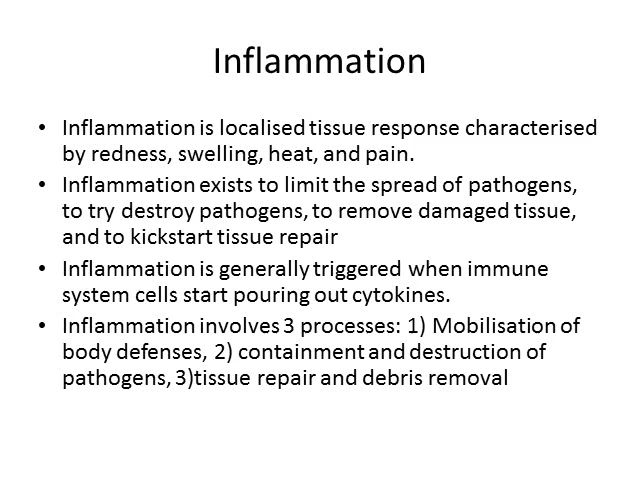 Inflammation
• Inflammation is localised tissue response characterised
by redness, swelling, heat, and pain.
• Inflammation exists to limit the spread of pathogens,
to try destroy pathogens, to remove damaged tissue,
and to kickstart tissue repair
• Inflammation is generally triggered when immune
system cells start pouring out cytokines.
• Inflammation involves 3 processes: 1) Mobilisation of
body defenses, 2) containment and destruction of
pathogens, 3)tissue repair and debris removal